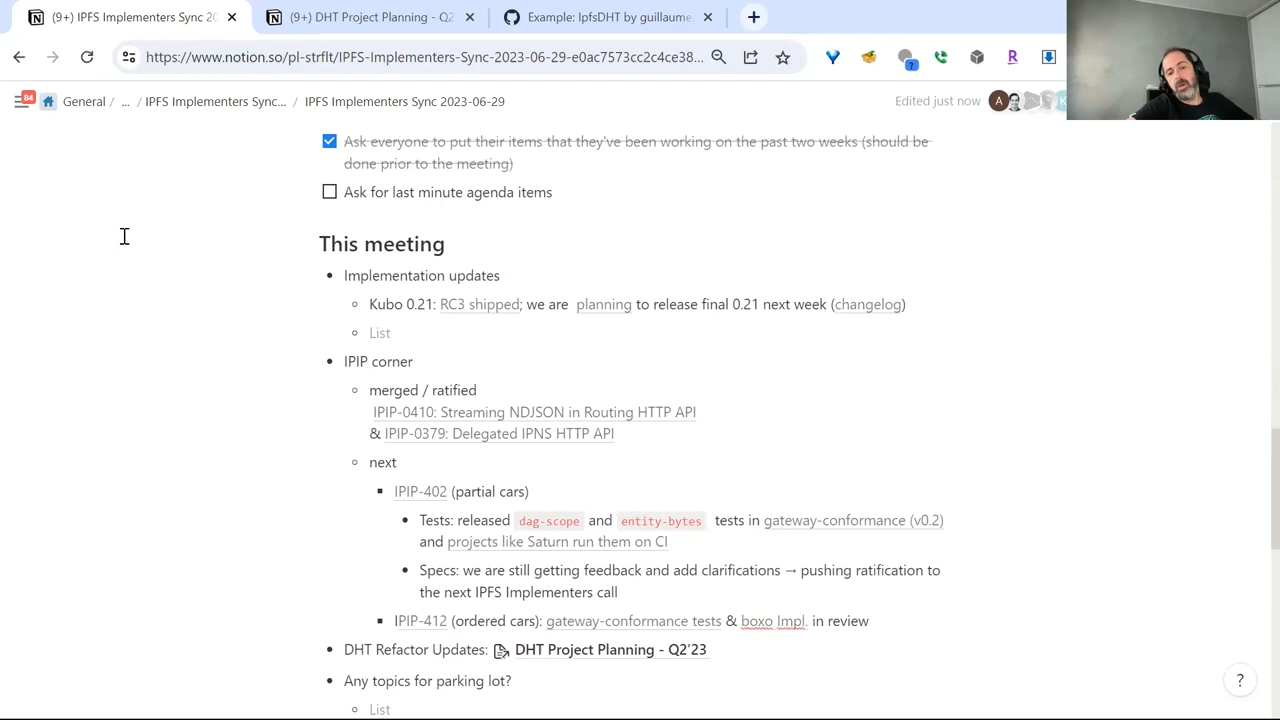 (9+) IPFS Implementers Sync 20
(9+) DHT Project Planning - Q2
Example: IpfsDHT by guillaume
https://www.notion.so/pl-strflt/IPFS-Implementers-Sync-2023-06-29-e0ac7573cc2c4ce38...
84 General / ... / IPFS Implementers Sync... / IPFS Implementers Sync 2023-06-29
Edited just now A K
Ask everyone to put their items that they've been working on the past two weeks (should be
done prior to the meeting)
Ask for last minute agenda items
This meeting
• Implementation updates
◦ Kubo 0.21: RC3 shipped; we are planning to release final 0.21 next week (changelog)
◦ List
• IPIP corner
◦ merged / ratified
IPIP-0410: Streaming NDJSON in Routing HTTP API
& IPIP-0379: Delegated IPNS HTTP API
◦ next
▪ IPIP-402 (partial cars)
• Tests: released dag-scope and entity-bytes tests in gateway-conformance (v0.2)
and projects like Saturn run them on CI
• Specs: we are still getting feedback and add clarifications → pushing ratification to
the next IPFS Implementers call
▪ IPIP-412 (ordered cars): gateway-conformance tests & boxo Impl. in review
• DHT Refactor Updates: DHT Project Planning - Q2'23
• Any topics for parking lot?
◦ List
?